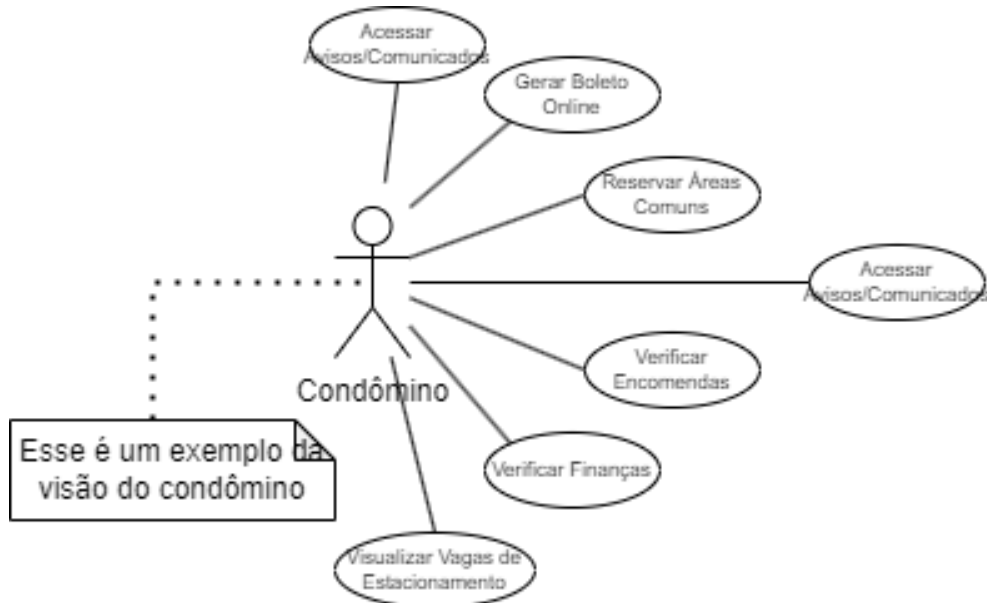 Acessar
Avisos/Comunicados
Gerar Boleto
Online
Reservar Áreas
Comuns
Acessar
Avisos/Comunicados
Verificar
Encomendas
Condômino
Esse é um exemplo da
visão do condômino
Verificar Finanças
Visualizar Vagas de
Estacionamento